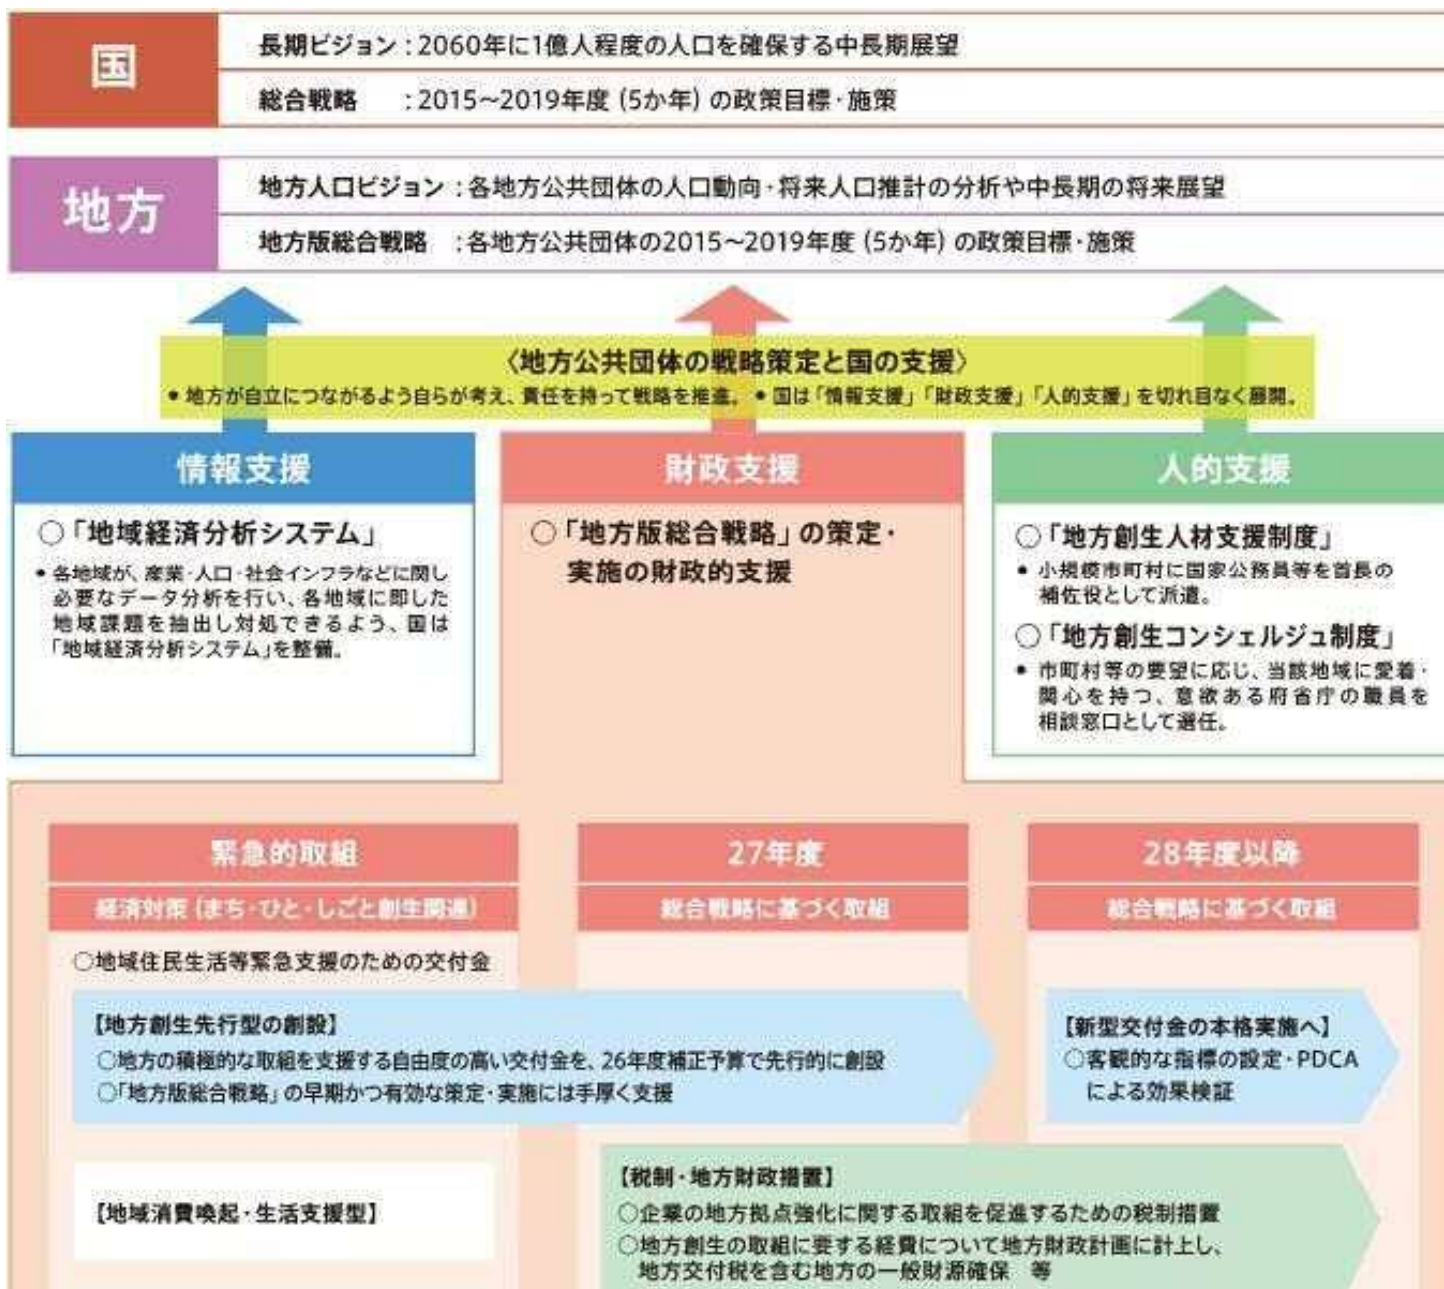 国
長期ビジョン：2060年に1億人程度の人口を確保する中長期展望
総合戦略　：2015～2019年度（5か年）の政策目標・施策
地方
地方人口ビジョン：各地方公共団体の人口動向・将来人口推計の分析や中長期の将来展望
地方版総合戦略　：各地方公共団体の2015～2019年度（5か年）の政策目標・施策
〈地方公共団体の戦略策定と国の支援〉
● 地方が自立につながるよう自らが考え、責任を持って戦略を推進。 ● 国は「情報支援」「財政支援」「人的支援」を切れ目なく展開。
情報支援
○「地域経済分析システム」
● 各地域が、産業・人口・社会インフラなどに関し
必要なデータ分析を行い、各地域に即した
地域課題を抽出し対処できるよう、国は
「地域経済分析システム」を整備。
財政支援
○「地方版総合戦略」の策定・
実施の財政的支援
人的支援
○「地方創生人材支援制度」
● 小規模市町村に国家公務員等を首長の
補佐役として派遣。
○「地方創生コンシェルジュ制度」
● 市町村等の要望に応じ、当該地域に愛着・
関心を持つ、意欲ある府省庁の職員を
相談窓口として選任。
緊急的取組
経済対策（まち・ひと・しごと創生関連）
○地域住民生活等緊急支援のための交付金
27年度
総合戦略に基づく取組
28年度以降
総合戦略に基づく取組
【地方創生先行型の創設】
○地方の積極的な取組を支援する自由度の高い交付金を、26年度補正予算で先行的に創設
○「地方版総合戦略」の早期かつ有効な策定・実施には手厚く支援
【新型交付金の本格実施へ】
○客観的な指標の設定・PDCA
による効果検証
【地域消費喚起・生活支援型】
【税制・地方財政措置】
○企業の地方拠点強化に関する取組を促進するための税制措置
○地方創生の取組に要する経費について地方財政計画に計上し、
地方交付税を含む地方の一般財源確保　等